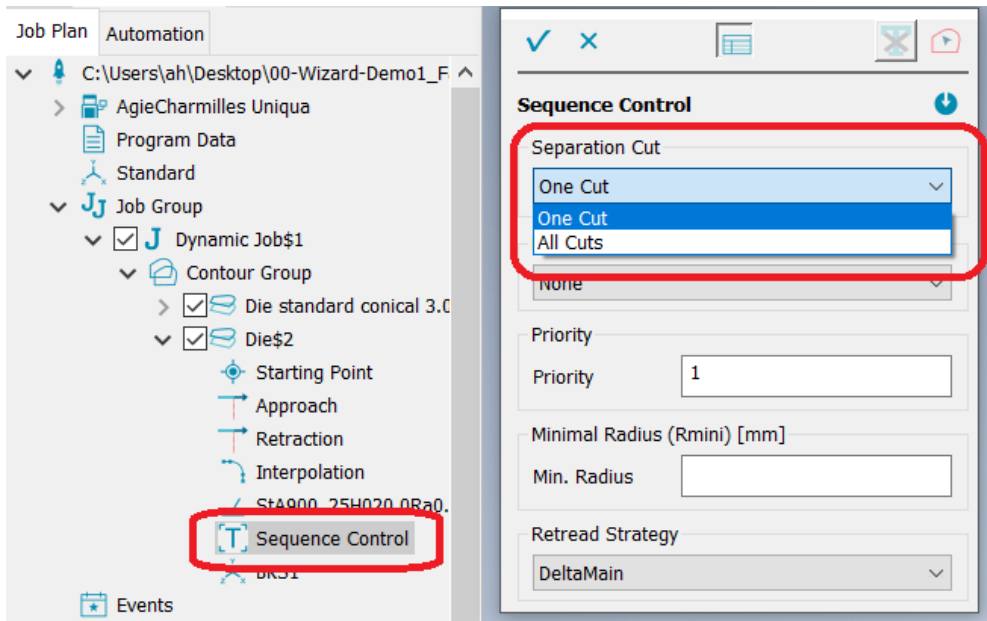 Job Plan
Automation
C:\Users\ah\Desktop\00-Wizard-Demo1_F
AgieCharmilles Uniqua
Program Data
Standard
Job Group
Dynamic Job$1
Contour Group
Die standard conical 3.0
Die$2
Starting Point
Approach
Retraction
Interpolation
StA900_25H020.0Ra0.
T Sequence Control
BKS1
Events
Sequence Control
Separation Cut
One Cut
One Cut
All Cuts
None
Priority
Priority 1
Minimal Radius (Rmini) [mm]
Min. Radius
Retread Strategy
DeltaMain